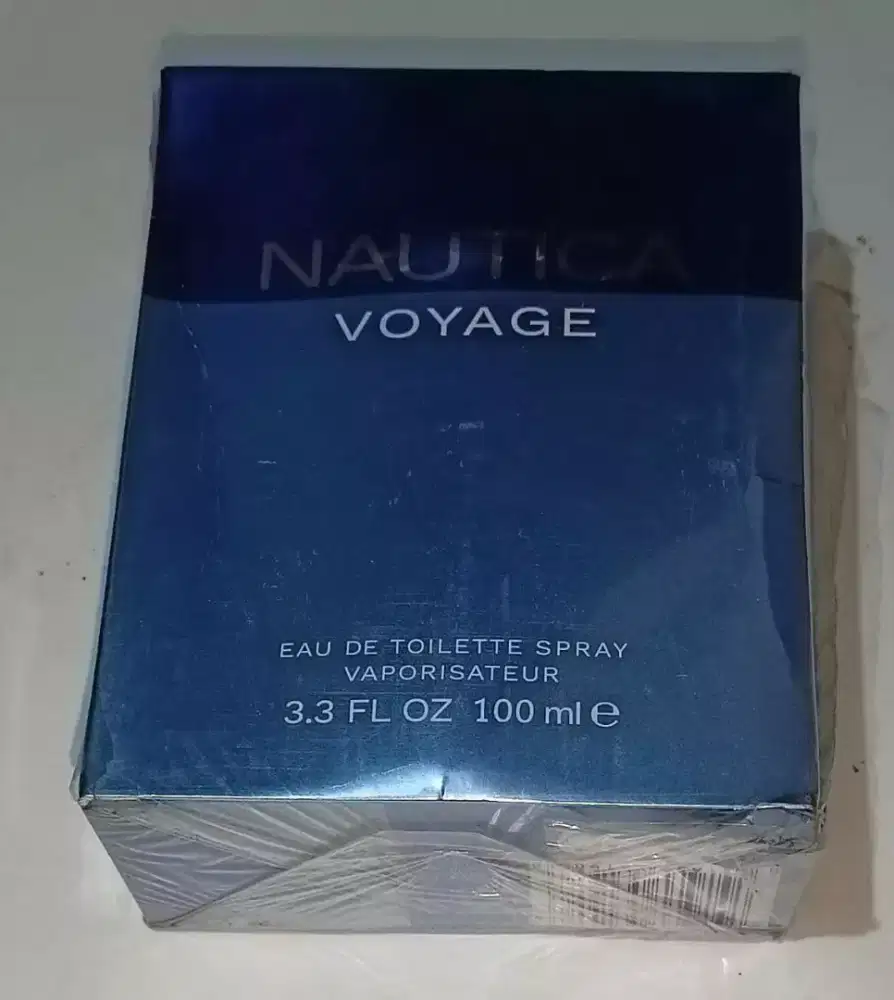 NAUTICA
VOYAGE
EAU DE TOILETTE SPRAY
VAPORISATEUR
3.3 FL OZ 100 ml ℮